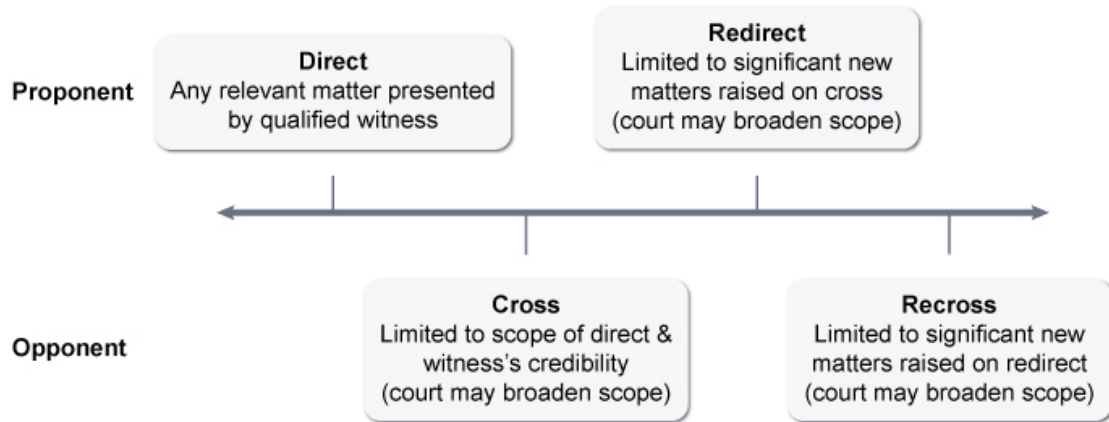 Proponent
Direct
Any relevant matter presented
by qualified witness
Redirect
Limited to significant new
matters raised on cross
(court may broaden scope)
Opponent
Cross
Limited to scope of direct &
witness's credibility
(court may broaden scope)
Recross
Limited to significant new
matters raised on redirect
(court may broaden scope)